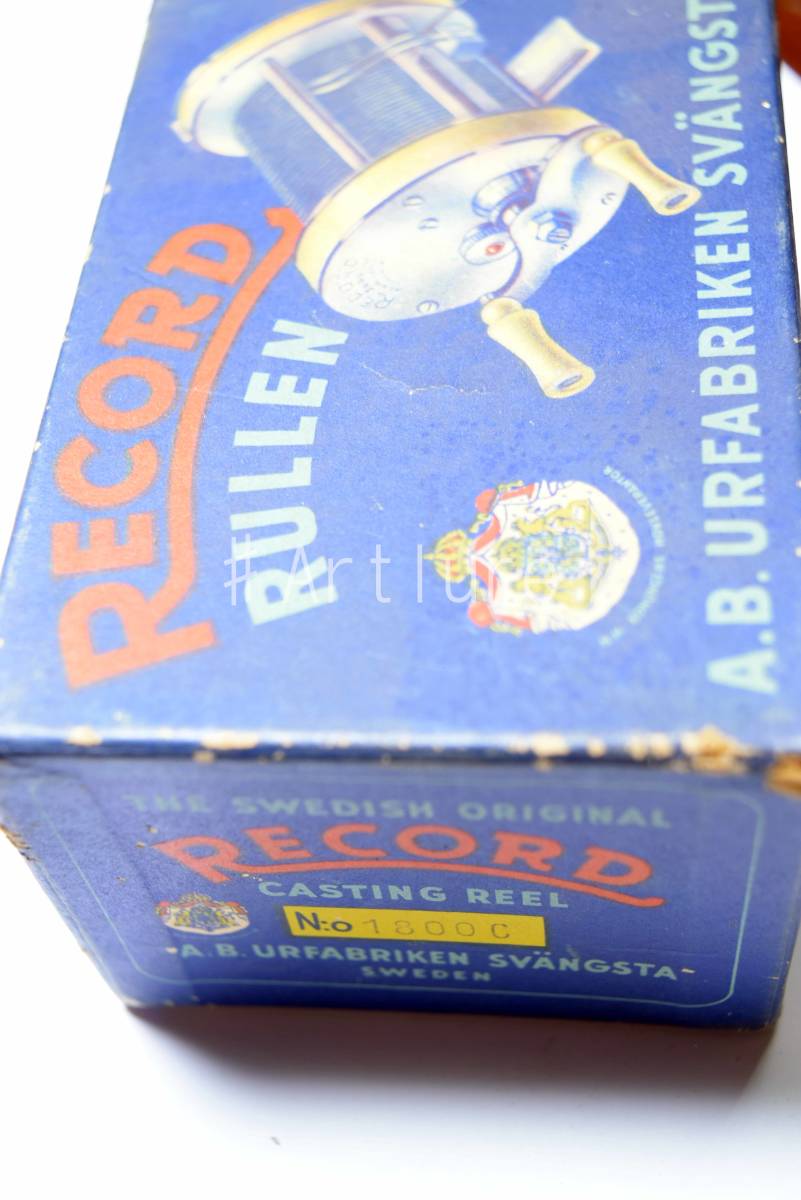 RECORD
RULLEN
A.B. URFABRIKEN SVÄNGST
#Artlure
THE SWEDISH ORIGINAL
RECORD
CASTING REEL
N:o 1800C
A.B. URFABRIKEN SVÄNGSTA
SWEDEN